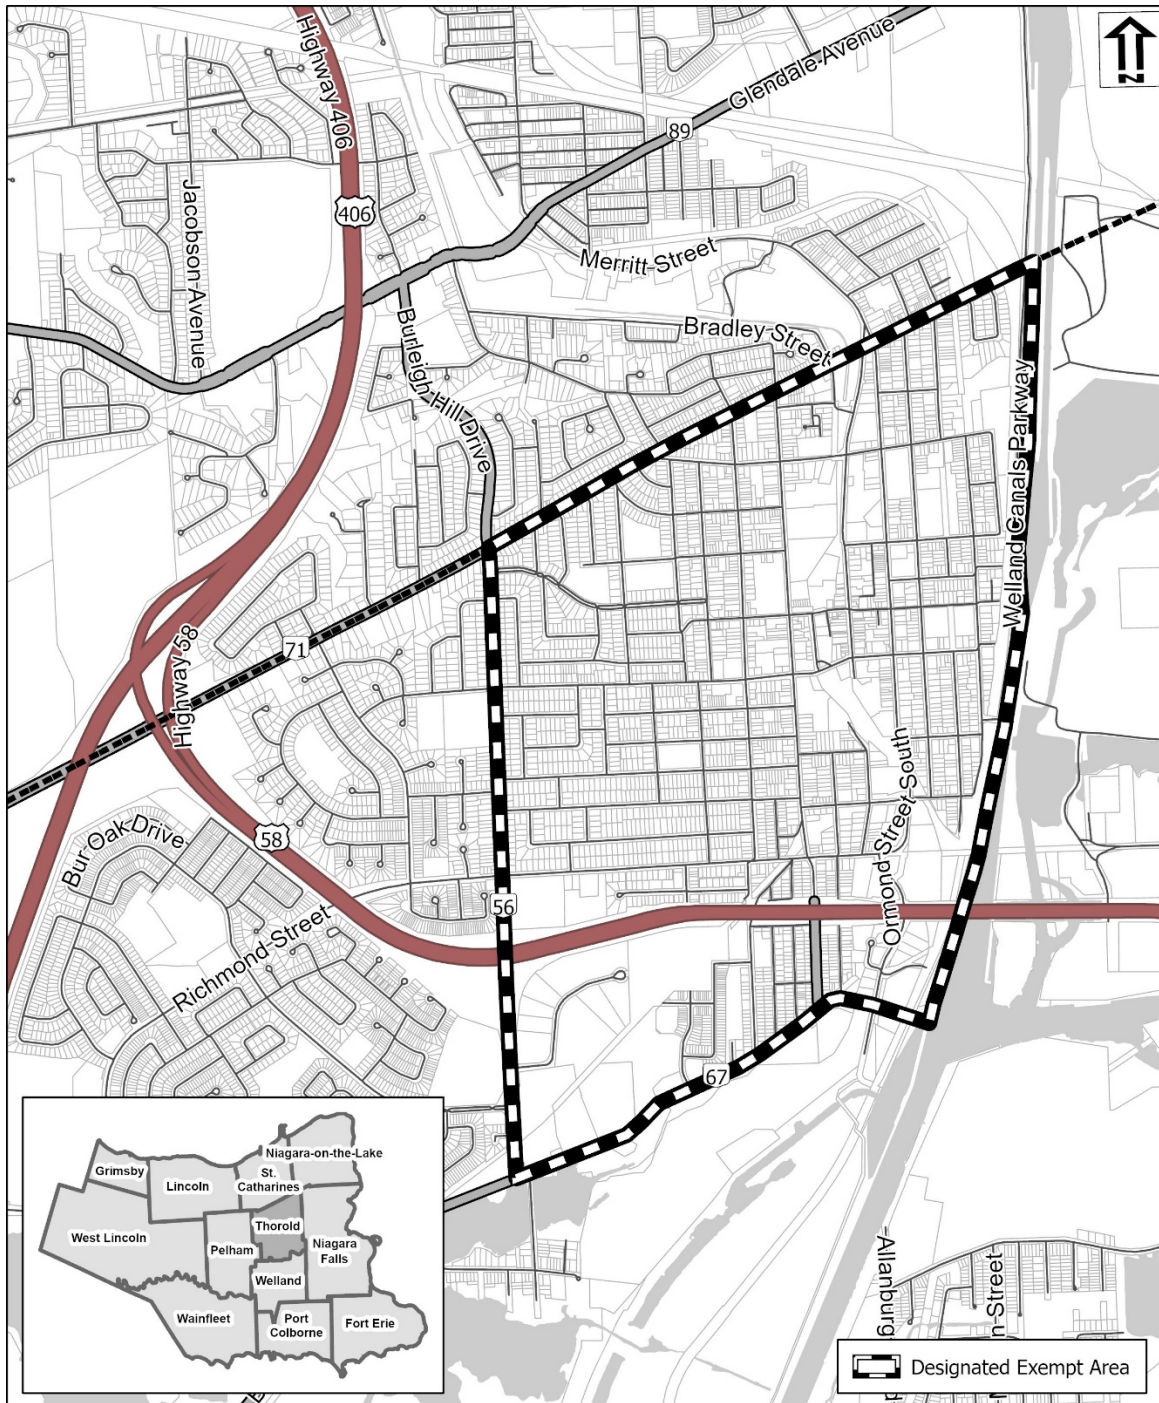 Highway 406
Glendale Avenue
N
89
Jacobson Avenue
406
Merritt Street
Burleigh Hill Drive
Bradley Street
Welland Canals Parkway
71
Highway 58
Ormond Street South
Bur Oak Drive
58
56
Richmond Street
67
Niagara-on-the-Lake
Grimsby
St.
Catharines
Lincoln
Thorold
West Lincoln
Pelham
Niagara
Falls
Welland
Wainfleet
Port
Colborne
Fort Erie
Allanburg
n-Street
Designated Exempt Area